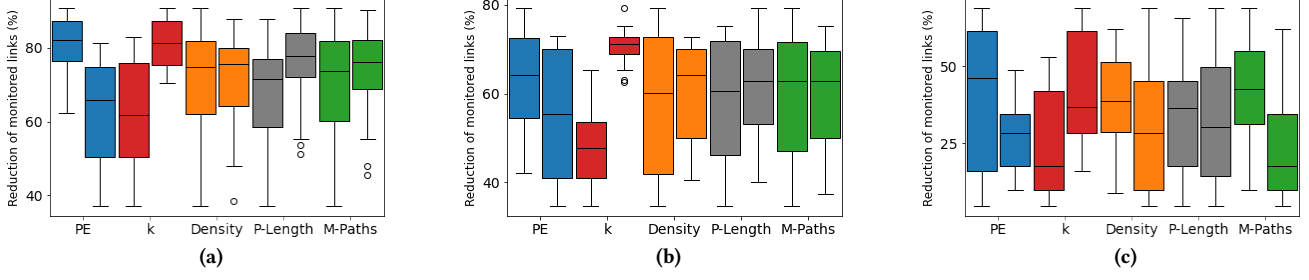 Reduction of monitored links (%)
80
60
40
PE k Density P-Length M-Paths
(a)
Reduction of monitored links (%)
80
60
40
PE k Density P-Length M-Paths
(b)
Reduction of monitored links (%)
50
25
PE k Density P-Length M-Paths
(c)